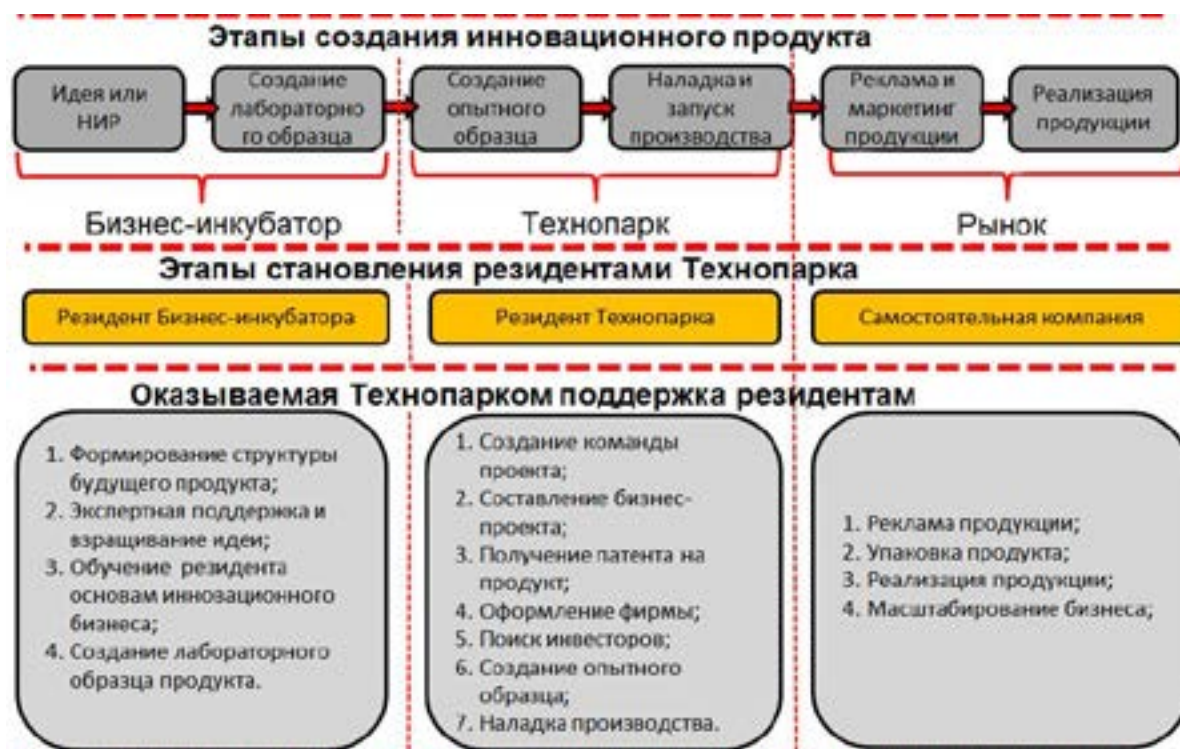 Этапы создания инновационного продукта
Идея или
НИР
Создание
лабораторно
го образца
Создание
опытного
образца
Наладка и
запуск
производства
Реклама и
маркетинг
продукции
Реализация
продукции
Бизнес-инкубатор
Технопарк
Рынок
Этапы становления резидентами Технопарка
Резидент Бизнес-инкубатора
Резидент Технопарка
Самостоятельная компания
Оказываемая Технопарком поддержка резидентам
1. Формирование структуры
будущего продукта;
2. Экспертная поддержка и
взращивание идеи;
3. Обучение резидента
основам инновационного
бизнеса;
4. Создание лабораторного
образца продукта.
1. Создание команды
проекта;
2. Составление бизнес-
проекта;
3. Получение патента на
продукт;
4. Оформление фирмы;
5. Поиск инвесторов;
6. Создание опытного
образца;
7. Наладка производства.
1. Реклама продукции;
2. Упаковка продукта;
3. Реализация продукции;
4. Масштабирование бизнеса;